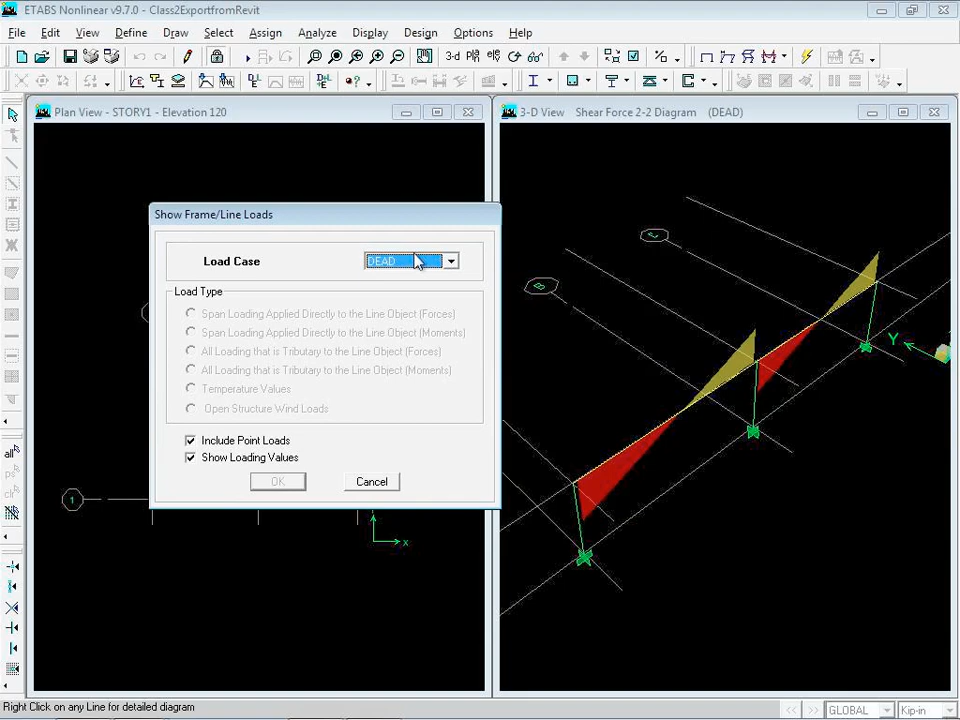 ETABS Nonlinear v9.7.0 - Class2ExportfromRevit
File Edit View Define Draw Select Assign Analyze Display Design Options Help
3-d
Plan View - STORY1 - Elevation 120
3-D View Shear Force 2-2 Diagram (DEAD)
Show Frame/Line Loads
Load Case
DEAD
Load Type
Span Loading Applied Directly to the Line Object (Forces)
Span Loading Applied Directly to the Line Object (Moments)
All Loading that is Tributary to the Line Object (Forces)
All Loading that is Tributary to the Line Object (Moments)
Temperature Values
Open Structure Wind Loads
Include Point Loads
Show Loading Values
OK Cancel
B
Y
1
x
all
ps
clr
Right Click on any Line for detailed diagram
GLOBAL
Kip-in